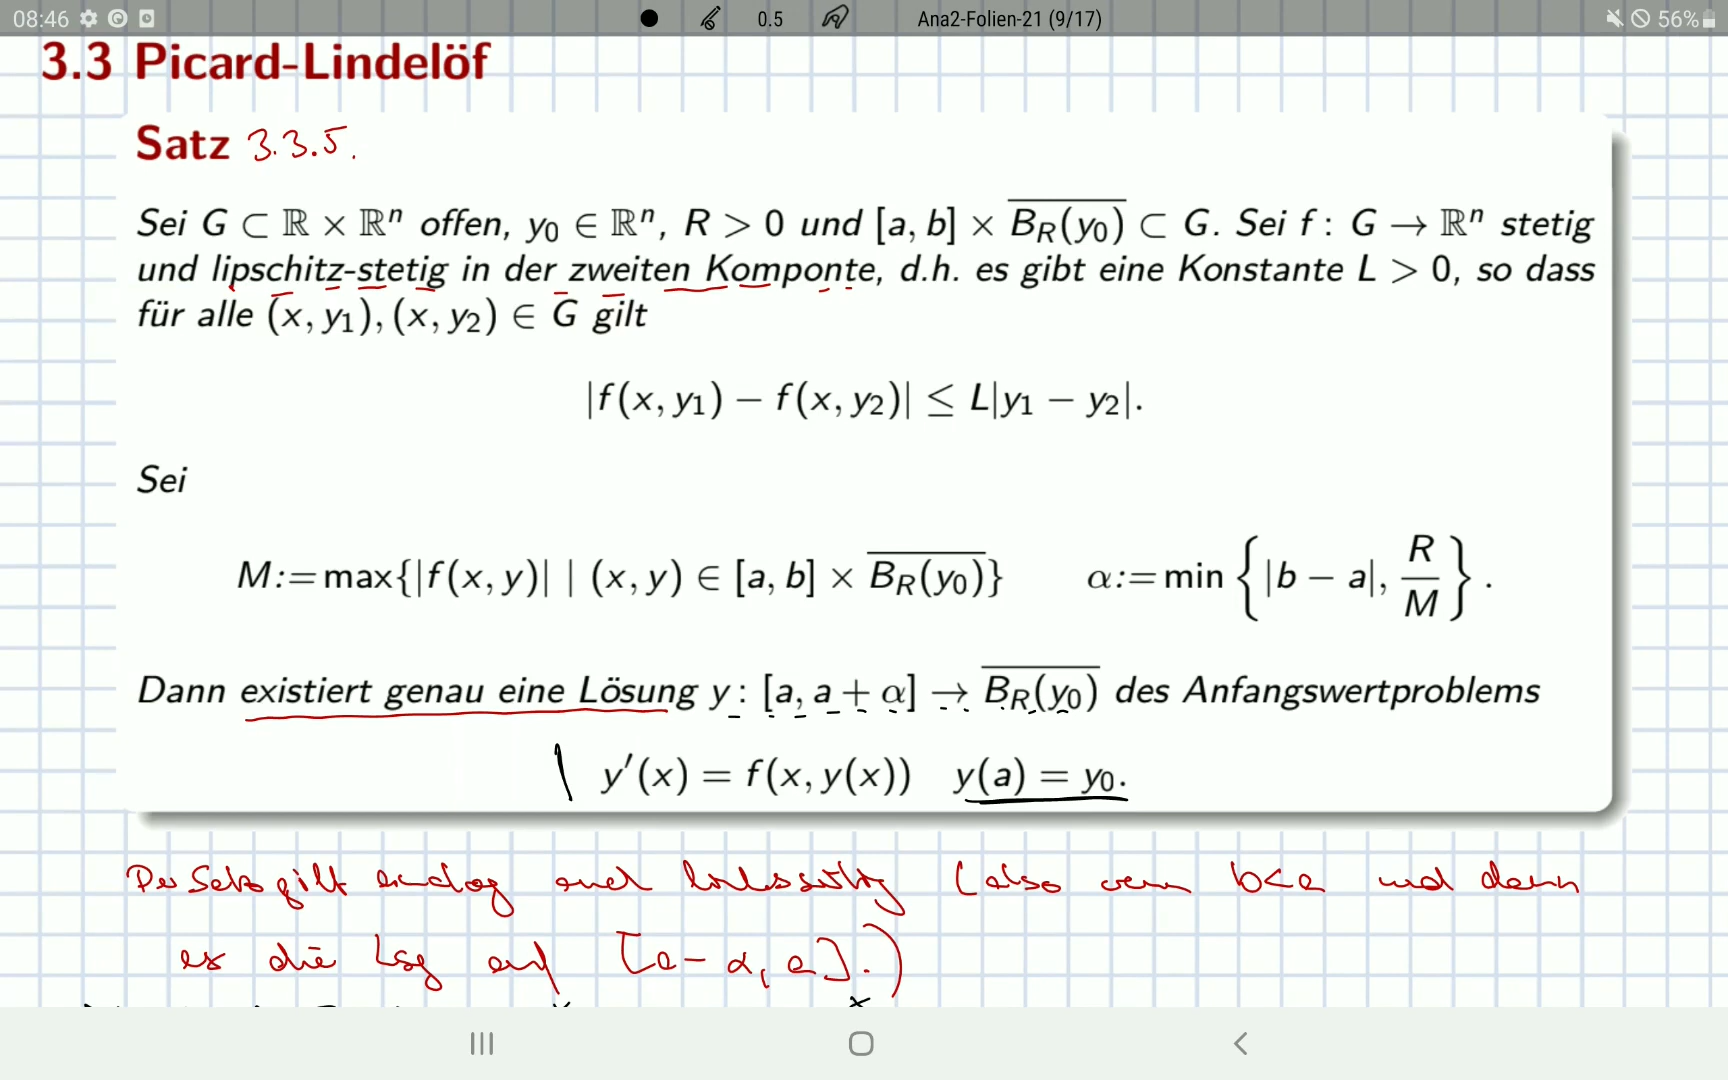 08:46
0.5
Ana2-Folien-21 (9/17)
56%
3.3 Picard-Lindelöf
Satz 3.3.5.
Sei G ⊂ ℝ × ℝⁿ offen, y₀ ∈ ℝⁿ, R > 0 und [a, b] × B̅_R(y₀) ⊂ G. Sei f : G → ℝⁿ stetig
und lipschitz-stetig in der zweiten Komponte, d.h. es gibt eine Konstante L > 0, so dass
für alle (x, y₁), (x, y₂) ∈ G gilt
|f(x, y₁) − f(x, y₂)| ≤ L|y₁ − y₂|.
Sei
M:=max{|f(x, y)| | (x, y) ∈ [a, b] × B̅_R(y₀)} α:=min {|b − a|, R/M} .
Dann existiert genau eine Lösung y : [a, a + α] → B̅_R(y₀) des Anfangswertproblems
y′(x) = f(x, y(x)) y(a) = y₀.
Der Satz gilt analog auch linksseitig (also wenn b<a und dann
ex die Lsg auf [a-α, a].)